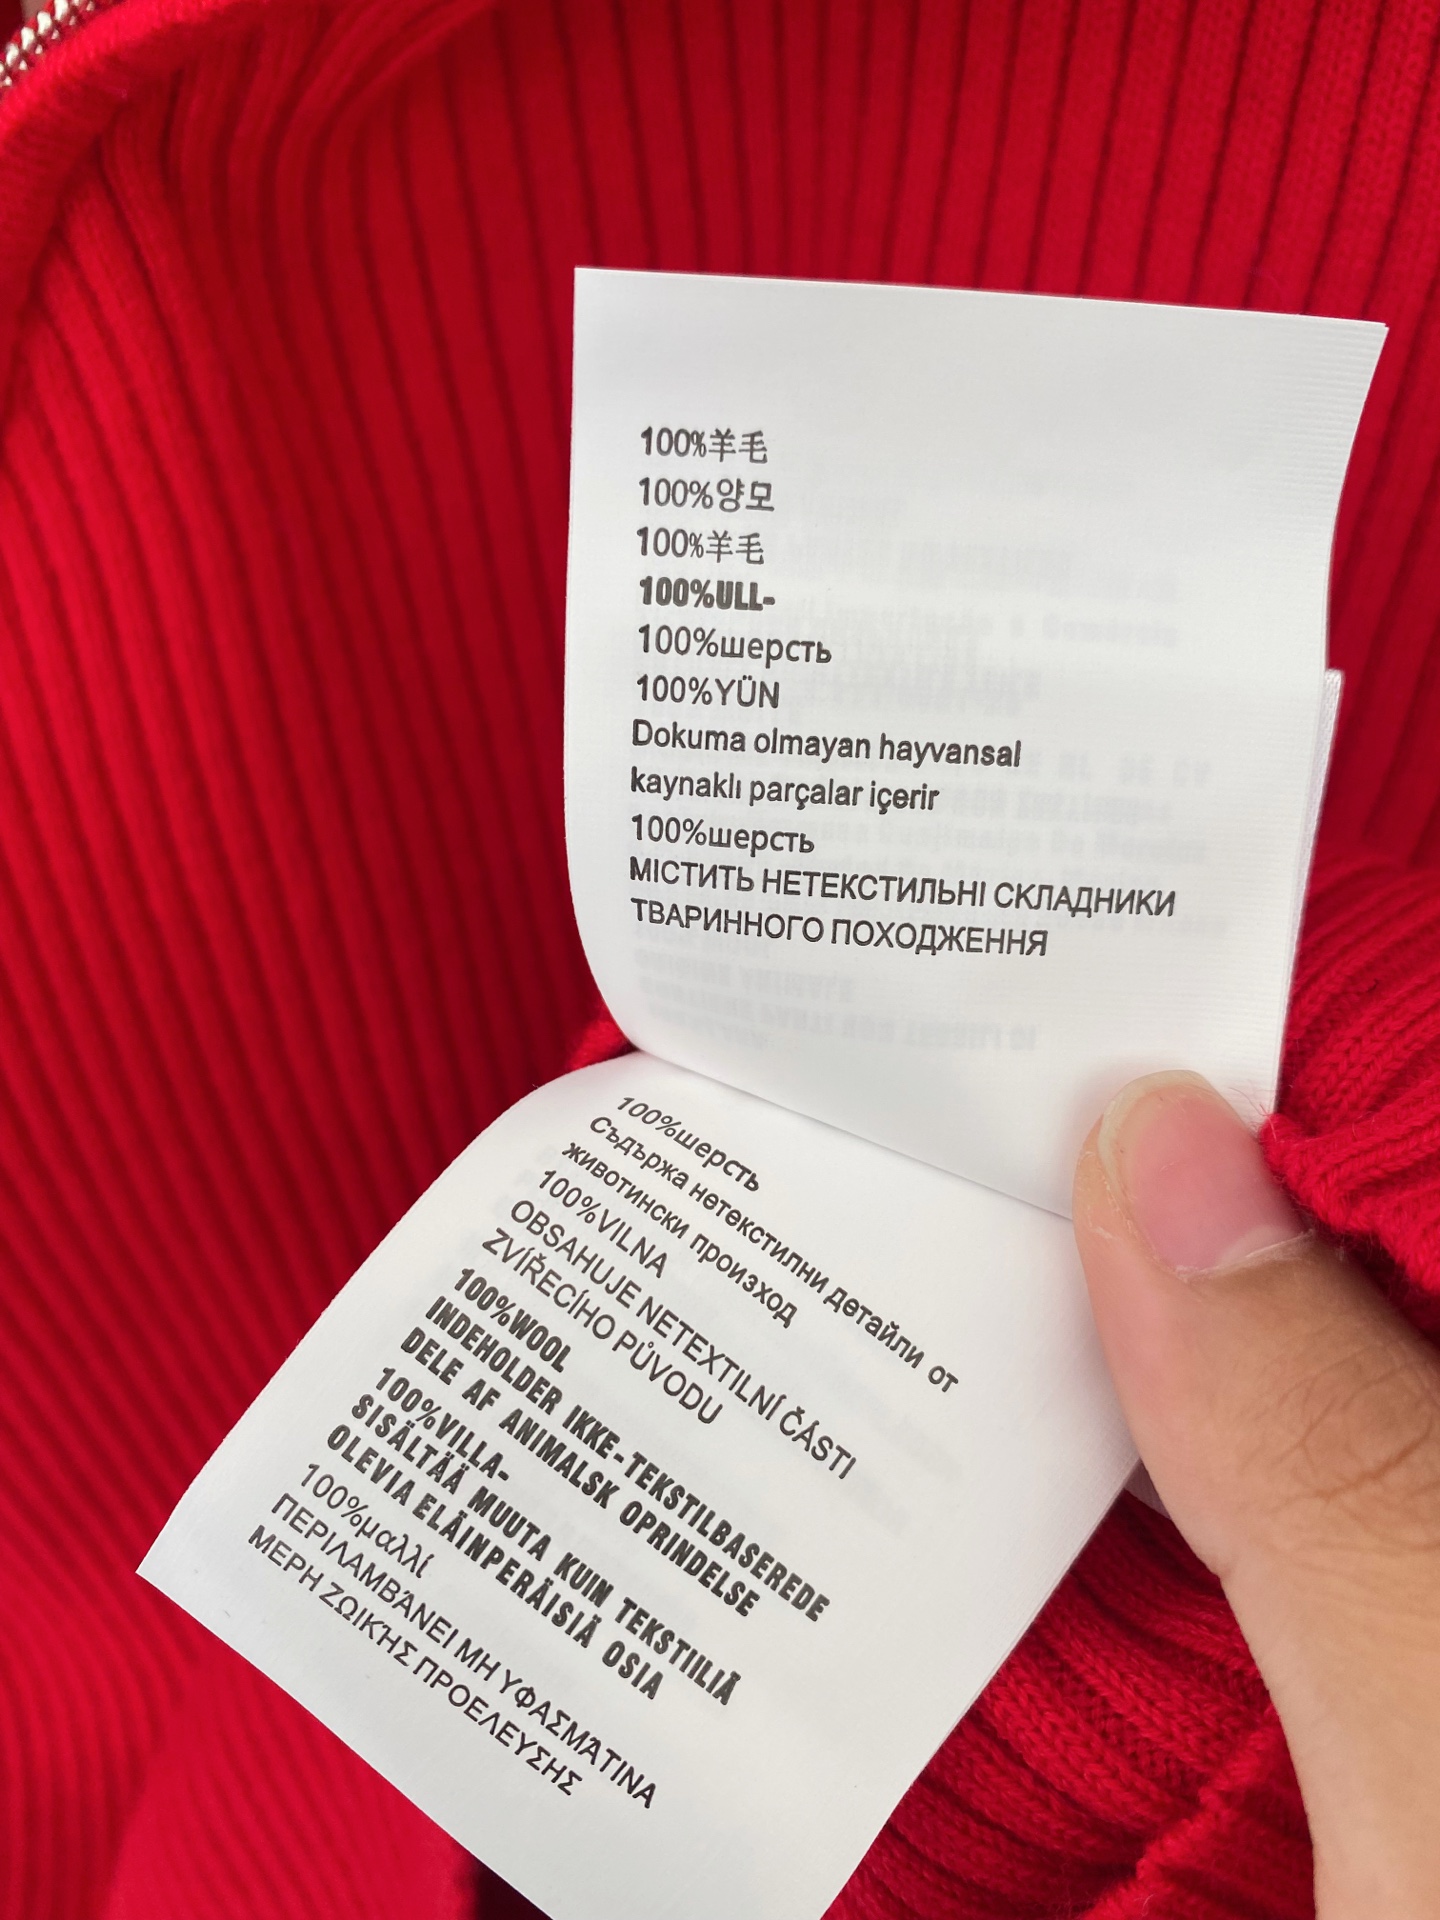 100%羊毛
100%양모
100%羊毛
100%ULL-
100%шерсть
100%YÜN
Dokuma olmayan hayvansal
kaynaklı parçalar içerir
100%шерсть
МІСТИТЬ НЕТЕКСТИЛЬНІ СКЛАДНИКИ
ТВАРИННОГО ПОХОДЖЕННЯ
100%шерсть
Съдържа нетекстилни детайли от
животински произход
100%VILNA
OBSAHUJE NETEXTILNÍ ČÁSTI
ZVÍŘECÍHO PŮVODU
100%WOOL
INDEHOLDER IKKE-TEKSTILBASEREDE
DELE AF ANIMALSK OPRINDELSE
100%VILLA-
SISÄLTÄÄ MUUTA KUIN TEKSTIILIÄ
OLEVIA ELÄINPERÄISIÄ OSIA
100%μαλλί
ΠΕΡΙΛΑΜΒΆΝΕΙ ΜΗ ΥΦΑΣΜΆΤΙΝΑ
ΜΕΡΗ ΖΩΙΚΉΣ ΠΡΟΕΛΕΥΣΗΣ